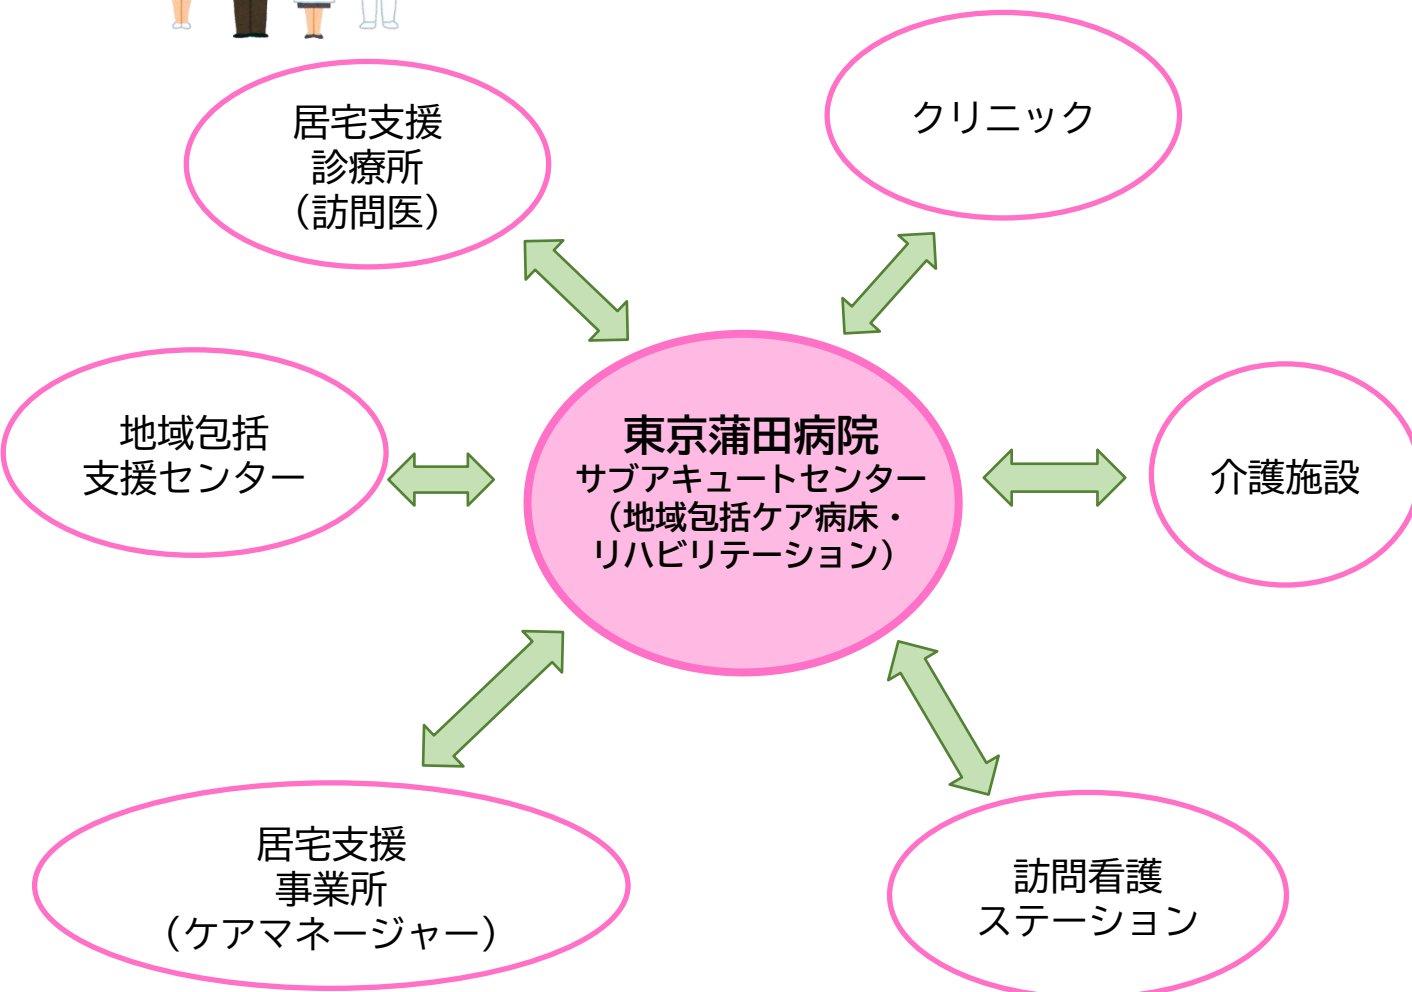 居宅支援
診療所
（訪問医）
クリニック
地域包括
支援センター
東京蒲田病院
サブアキュートセンター
（地域包括ケア病床・
リハビリテーション）
介護施設
居宅支援
事業所
（ケアマネージャー）
訪問看護
ステーション